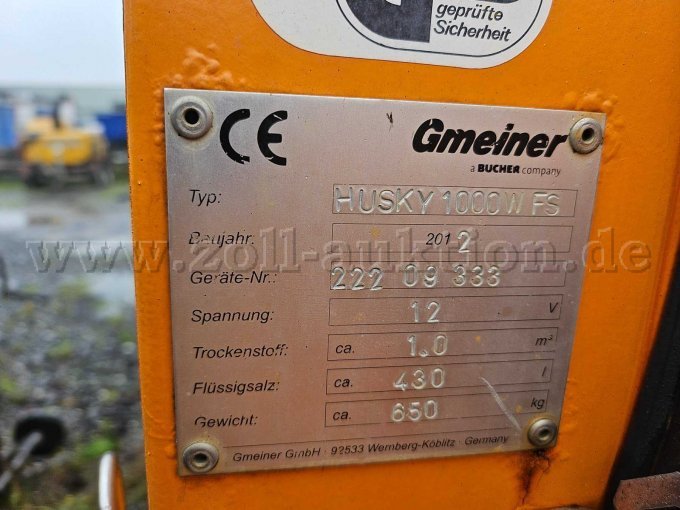 geprüfte
Sicherheit
CE
Gmeiner
a BUCHER company
Typ: HUSKY 1000W FS
Baujahr: 2012
www.zoll-auktion.de
Geräte-Nr.: 222 09 333
Spannung: 12 V
Trockenstoff: ca. 1.0 m³
Flüssigsalz: ca. 430 l
Gewicht: ca. 650 kg
Gmeiner GmbH · 92533 Wernberg-Köblitz · Germany